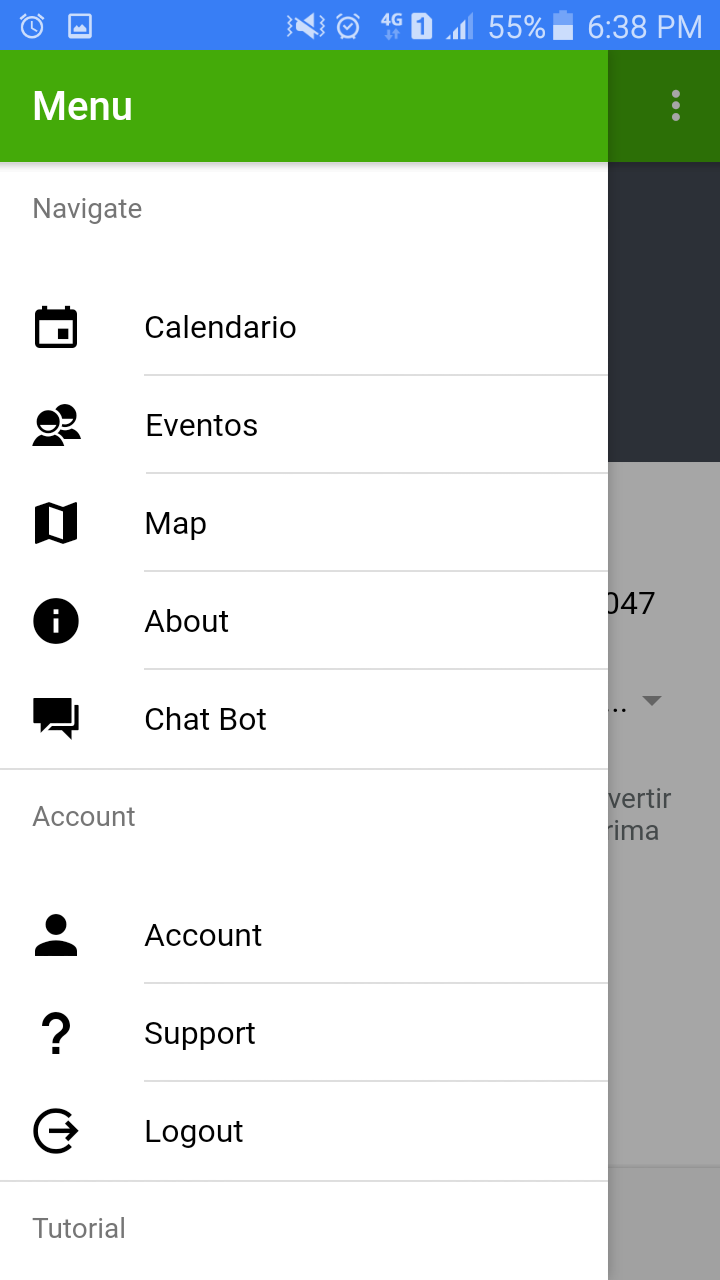 4G 1 55% 6:38 PM
Menu
Navigate
Calendario
Eventos
Map
047
About
Chat Bot
...
vertir
Account
rima
Account
Support
Logout
Tutorial